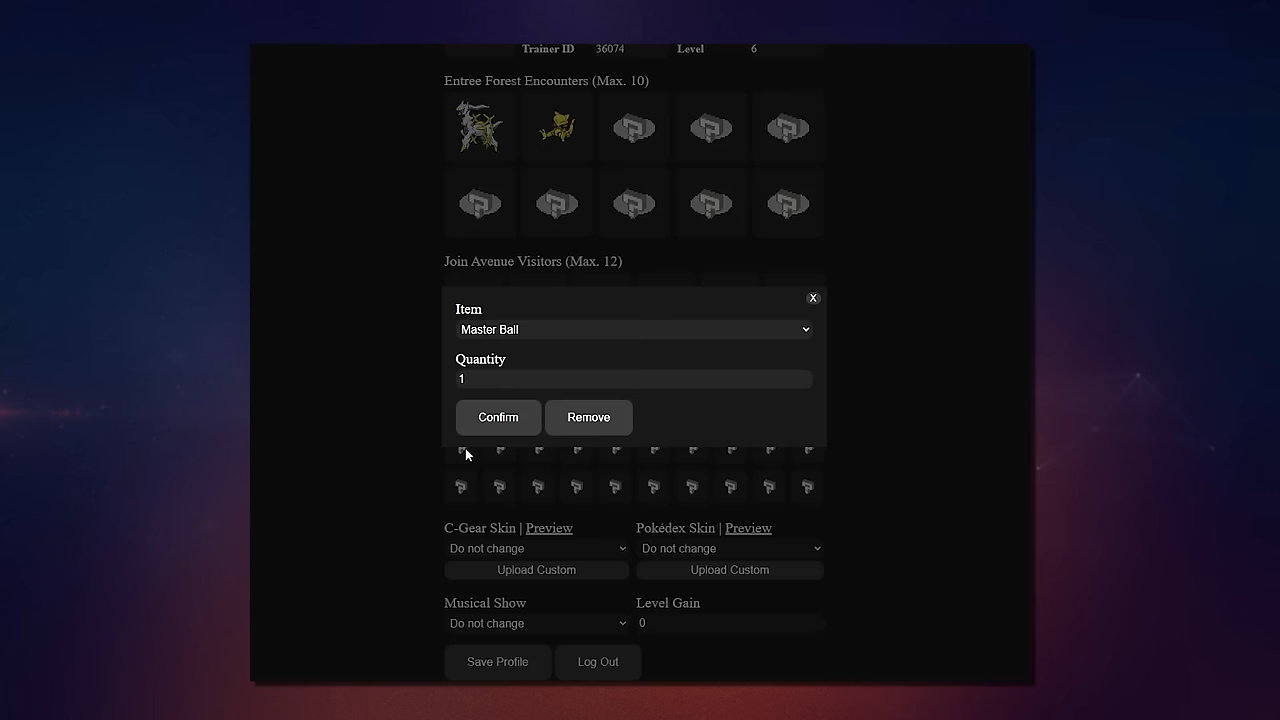 Trainer ID 36074 Level 6
Entree Forest Encounters (Max. 10)
Join Avenue Visitors (Max. 12)
X
Item
Master Ball
Quantity
1
Confirm Remove
C-Gear Skin | Preview Pokédex Skin | Preview
Do not change Do not change
Upload Custom Upload Custom
Musical Show Level Gain
Do not change 0
Save Profile Log Out